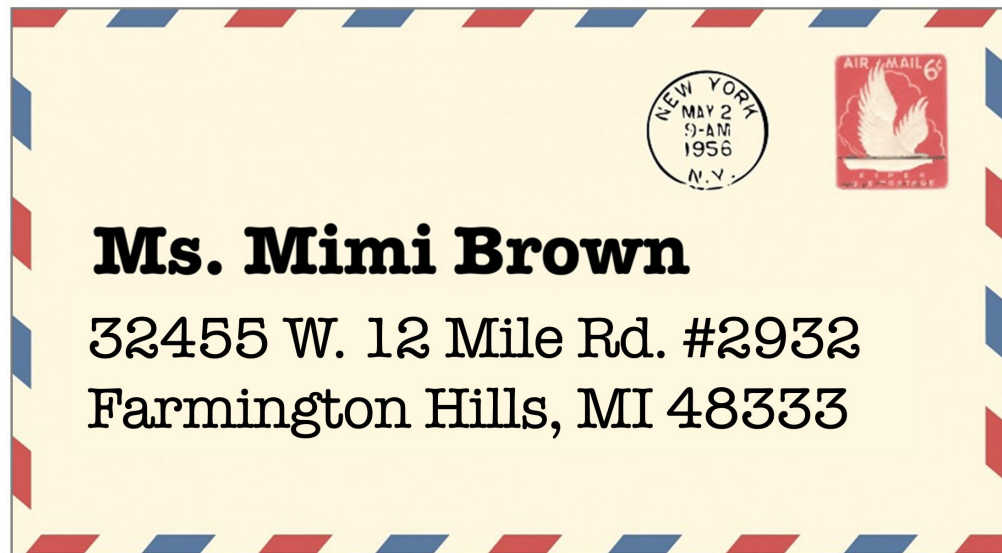 NEW YORK
MAY 2
9-AM
1956
N.Y.
AIR MAIL 6¢
Ms. Mimi Brown
32455 W. 12 Mile Rd. #2932
Farmington Hills, MI 48333